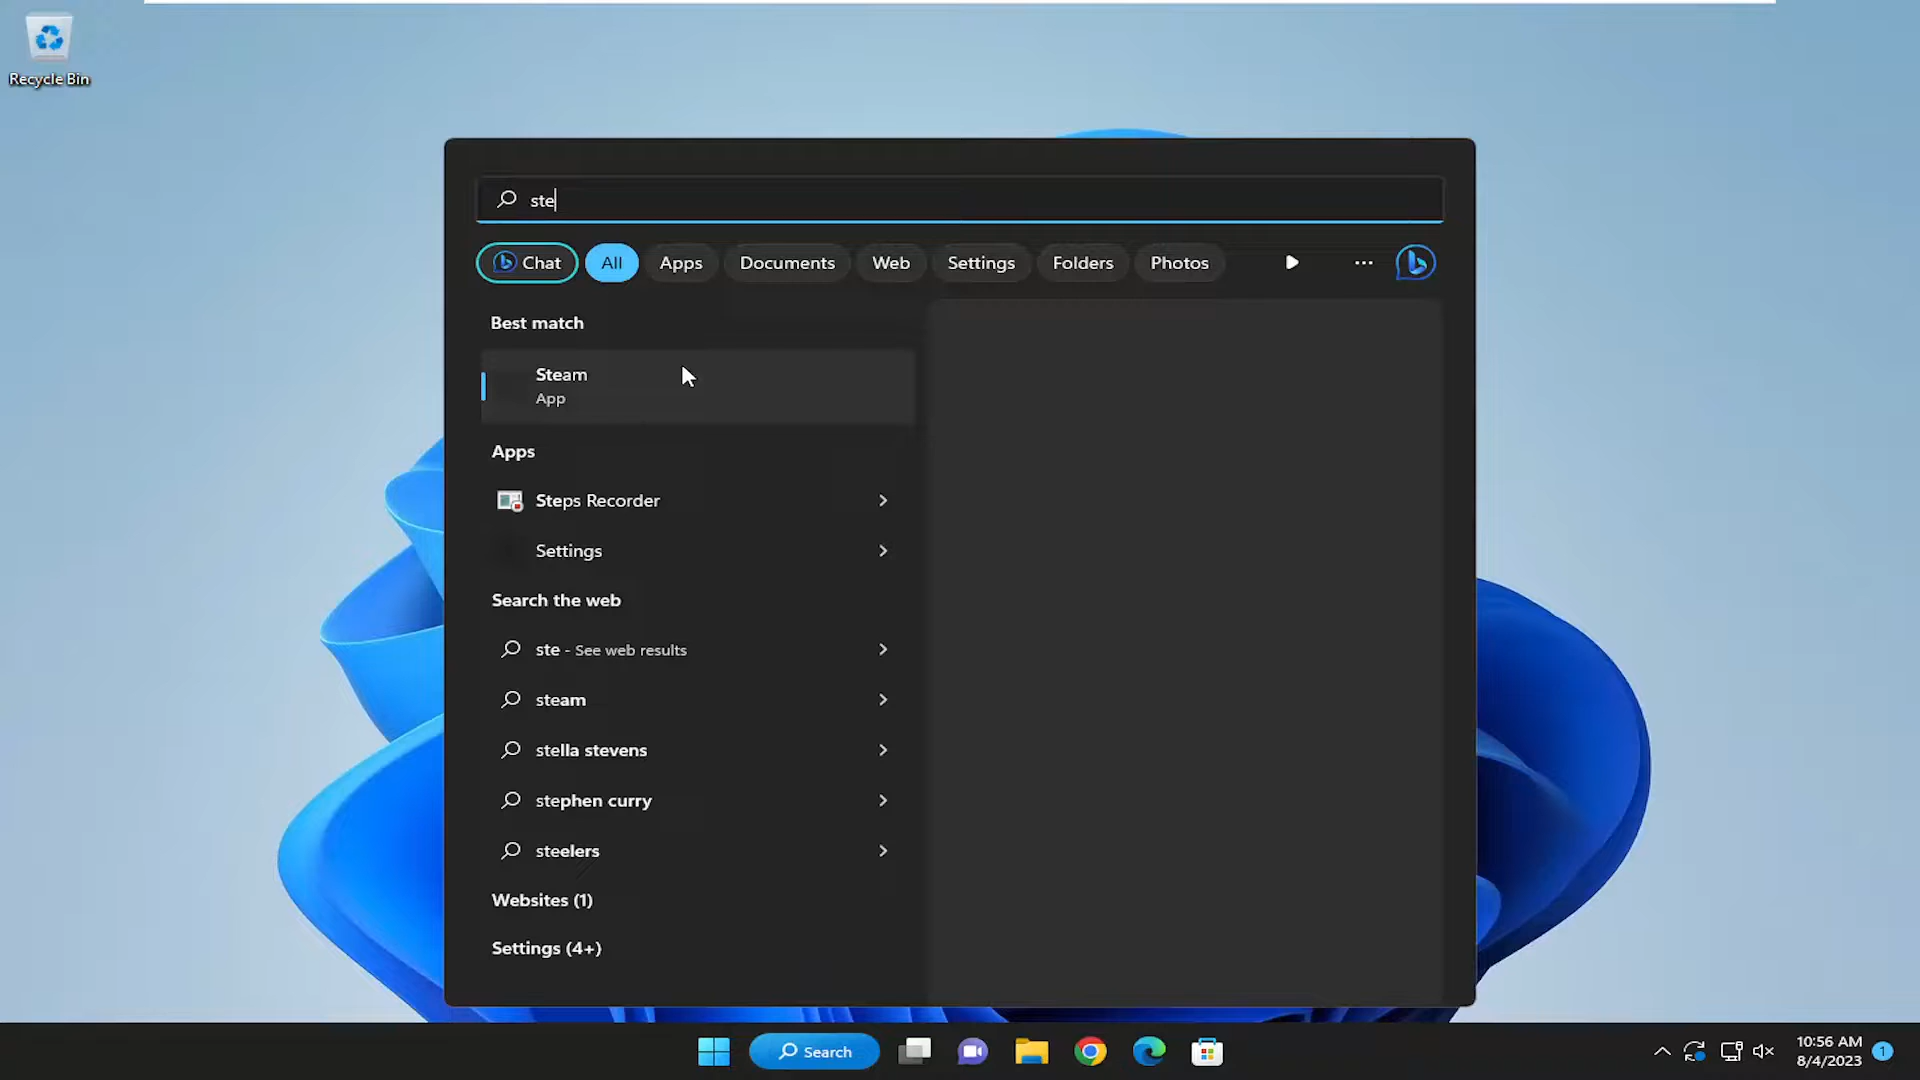 Recycle Bin
ste
Chat All Apps Documents Web Settings Folders Photos
Best match
Steam
App
Apps
Steps Recorder
Settings
Search the web
ste - See web results
steam
stella stevens
stephen curry
steelers
Websites (1)
Settings (4+)
Search
10:56 AM
8/4/2023
1